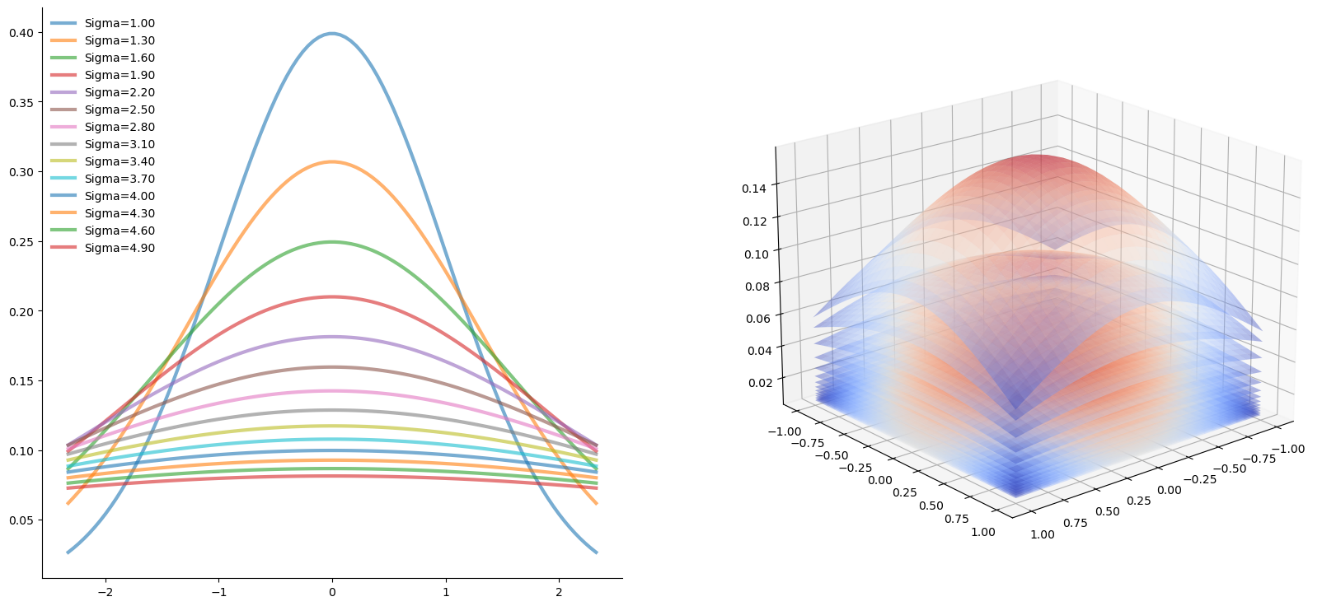 Sigma=1.00
Sigma=1.30
Sigma=1.60
Sigma=1.90
Sigma=2.20
Sigma=2.50
Sigma=2.80
Sigma=3.10
Sigma=3.40
Sigma=3.70
Sigma=4.00
Sigma=4.30
Sigma=4.60
Sigma=4.90
0.40
0.35
0.30
0.25
0.20
0.15
0.10
0.05
−2
−1
0
1
2
0.14
0.12
0.10
0.08
0.06
0.04
0.02
−1.00
−0.75
−0.50
−0.25
0.00
0.25
0.50
0.75
1.00
1.00
0.75
0.50
0.25
0.00
−0.25
−0.50
−0.75
−1.00